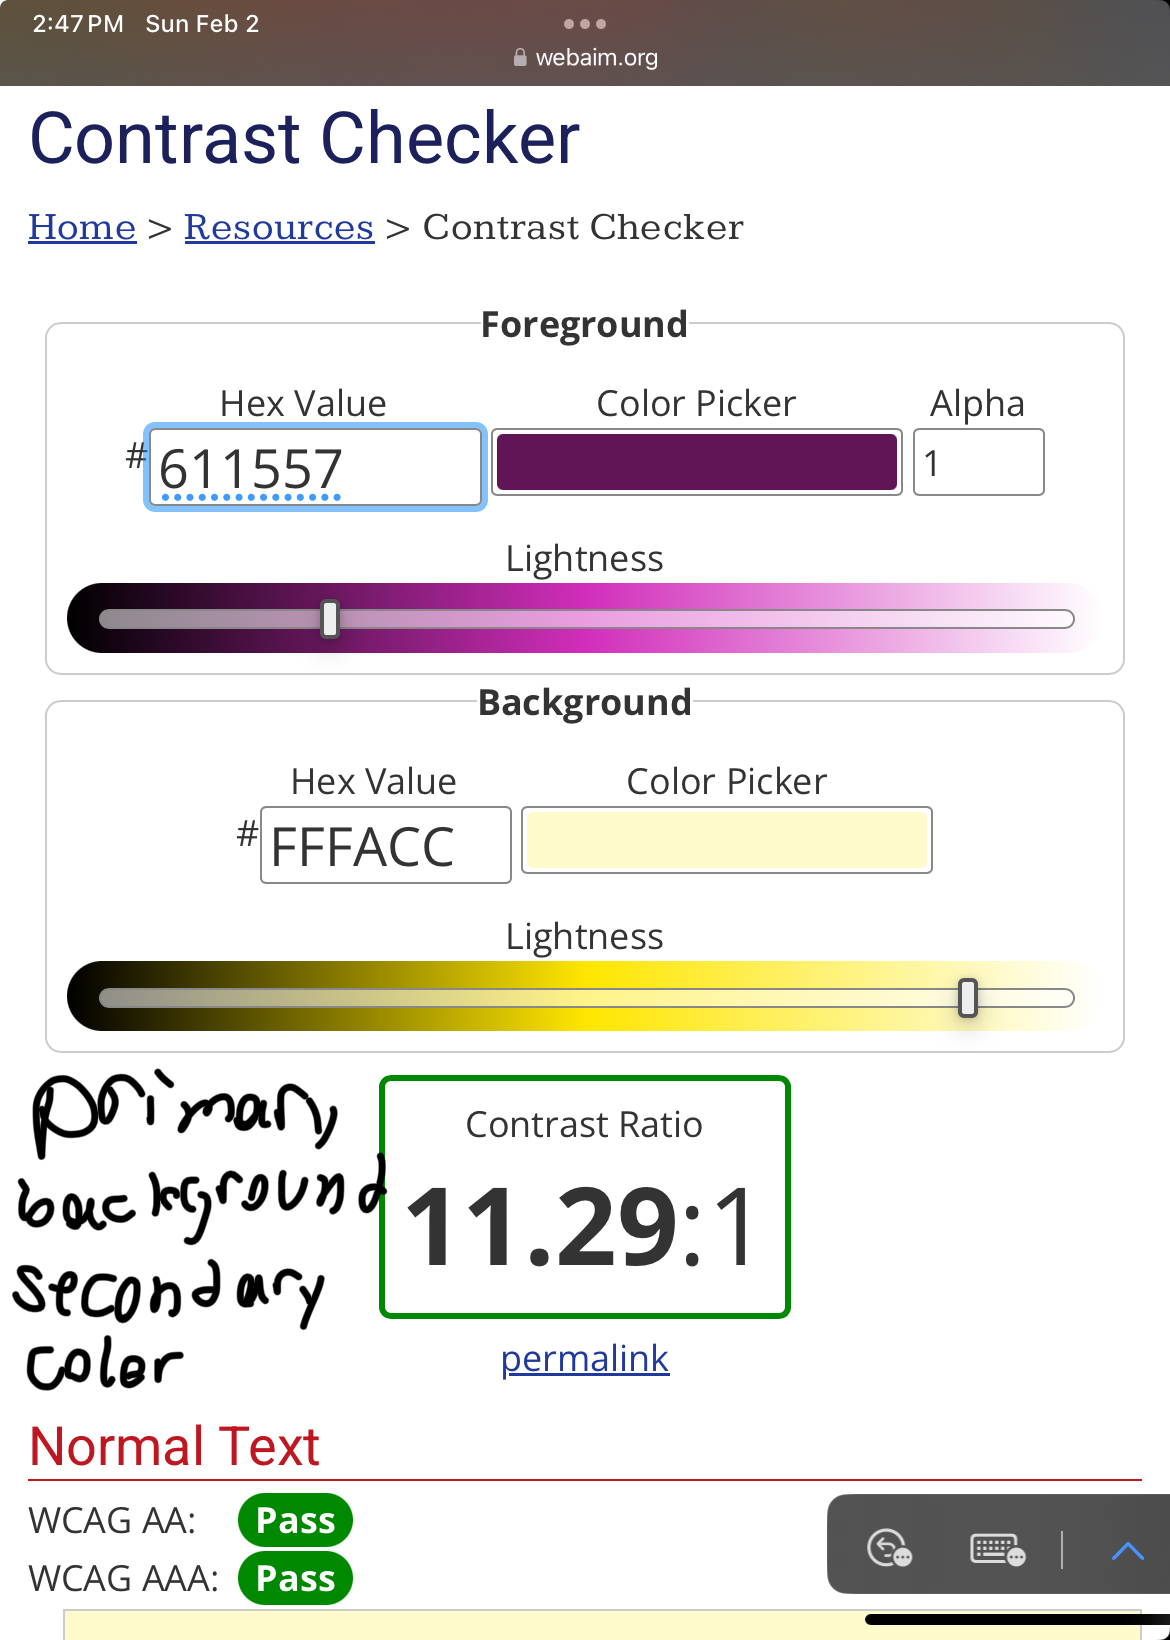 2:47 PM Sun Feb 2
webaim.org
Contrast Checker
Home > Resources > Contrast Checker
Foreground
Hex Value Color Picker Alpha
# 611557 1
Lightness
Background
Hex Value Color Picker
# FFFACC
Lightness
primary
background
secondary
color
Contrast Ratio
11.29:1
permalink
Normal Text
WCAG AA: Pass
WCAG AAA: Pass